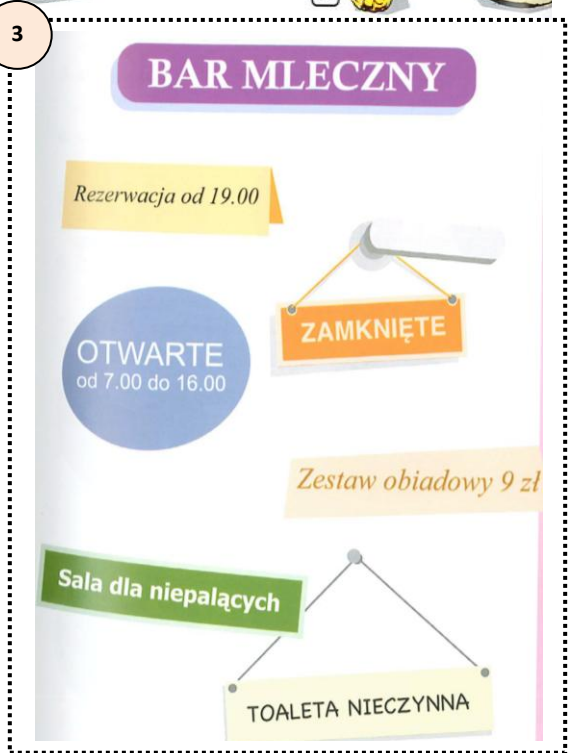 3
BAR MLECZNY
Rezerwacja od 19.00
ZAMKNIĘTE
OTWARTE
od 7.00 do 16.00
Zestaw obiadowy 9 zł
Sala dla niepalących
TOALETA NIECZYNNA